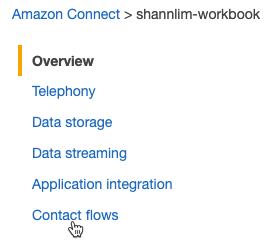 Amazon Connect > shannlim-workbook
Overview
Telephony
Data storage
Data streaming
Application integration
Contact flows